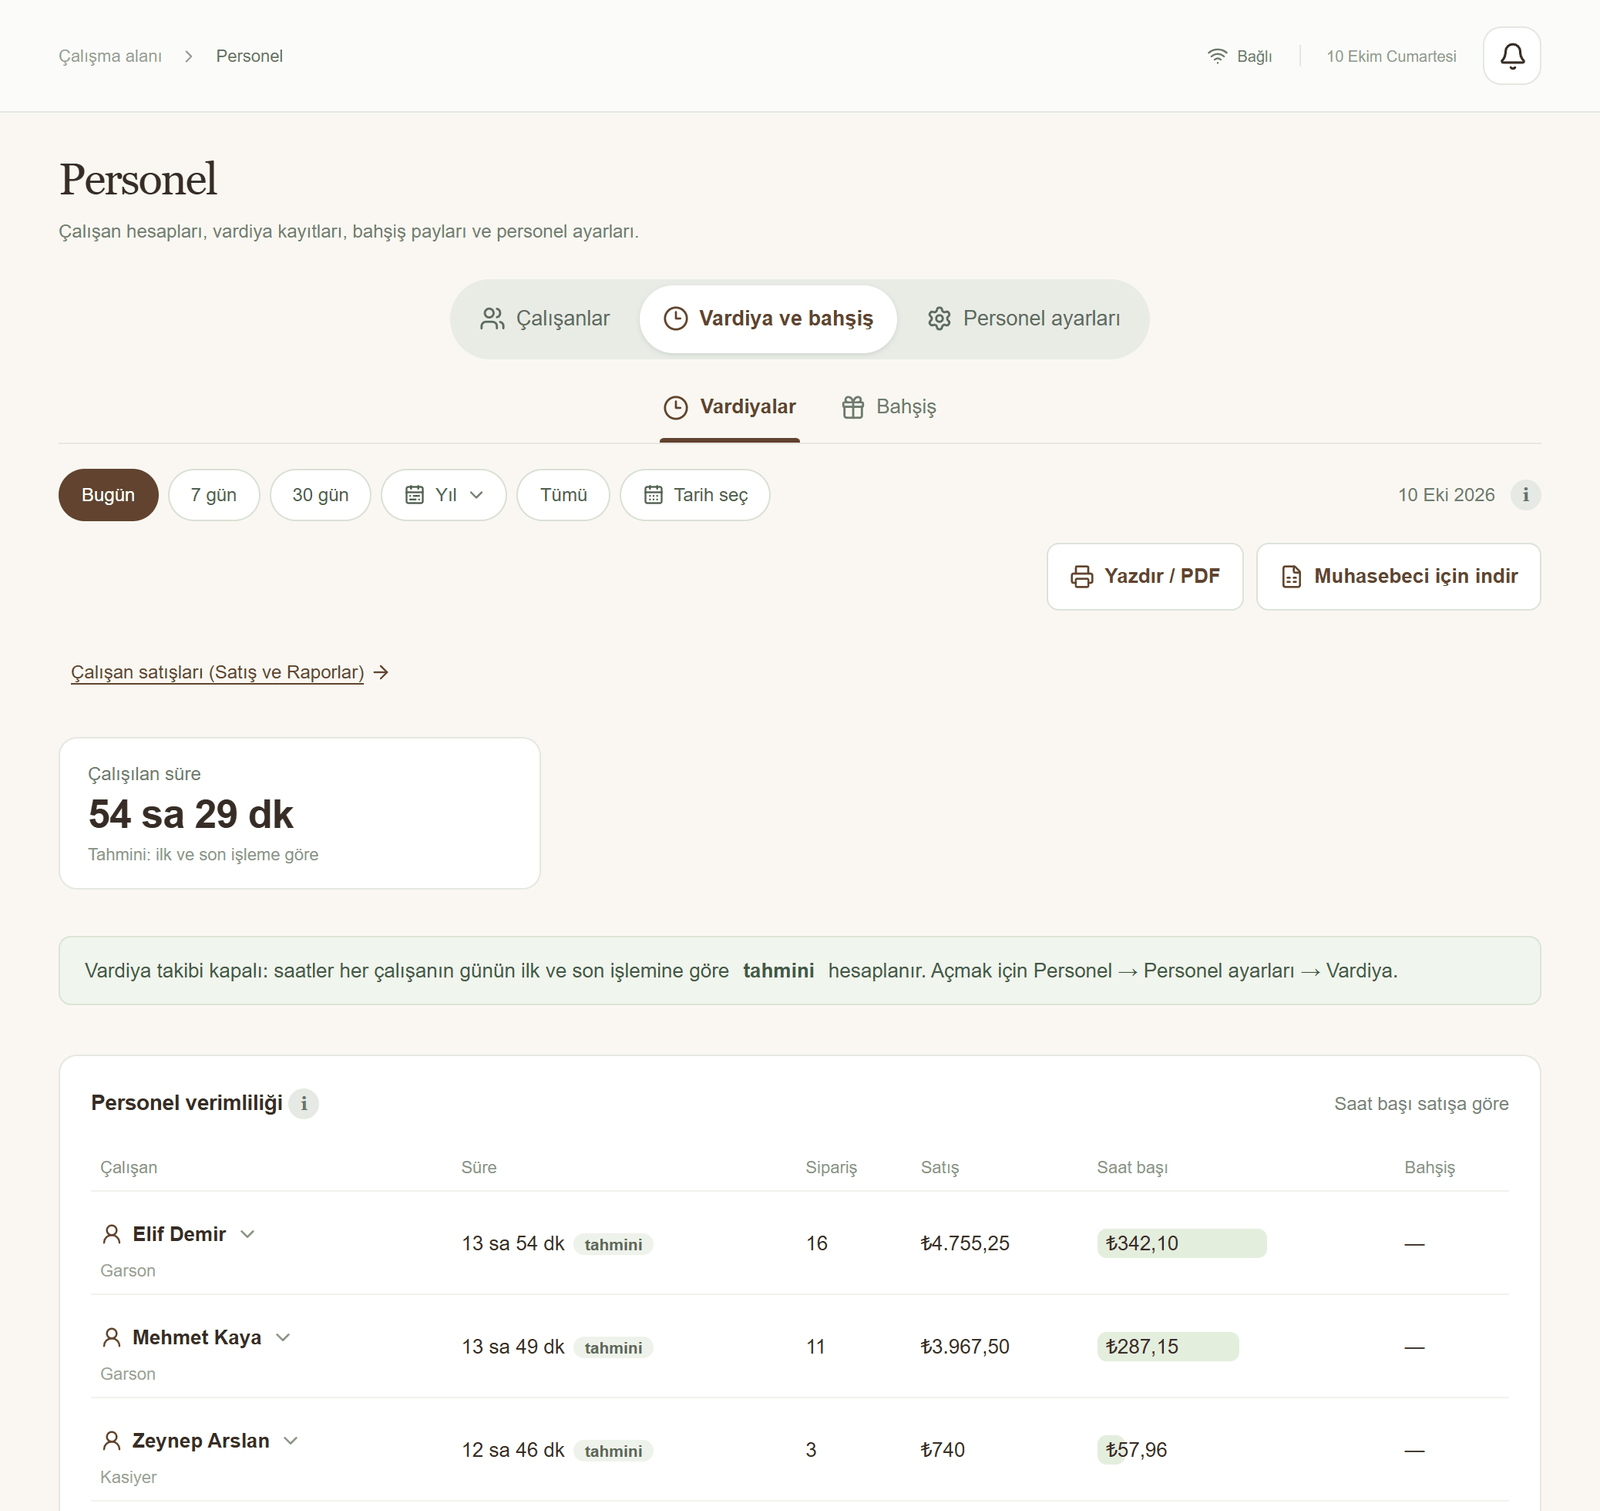 Çalışma alanı > Personel
Bağlı
10 Ekim Cumartesi
Personel
Çalışan hesapları, vardiya kayıtları, bahşiş payları ve personel ayarları.
Çalışanlar
Vardiya ve bahşiş
Personel ayarları
Vardiyalar
Bahşiş
Bugün
7 gün
30 gün
Yıl
Tümü
Tarih seç
10 Eki 2026
i
Yazdır / PDF
Muhasebeci için indir
Çalışan satışları (Satış ve Raporlar) →
Çalışılan süre
54 sa 29 dk
Tahmini: ilk ve son işleme göre
Vardiya takibi kapalı: saatler her çalışanın günün ilk ve son işlemine göre tahmini hesaplanır. Açmak için Personel → Personel ayarları → Vardiya.
Personel verimliliği i
Saat başı satışa göre
Çalışan Süre Sipariş Satış Saat başı Bahşiş
Elif Demir
Garson
13 sa 54 dk tahmini 16 ₺4.755,25 ₺342,10 —
Mehmet Kaya
Garson
13 sa 49 dk tahmini 11 ₺3.967,50 ₺287,15 —
Zeynep Arslan
Kasiyer
12 sa 46 dk tahmini 3 ₺740 ₺57,96 —